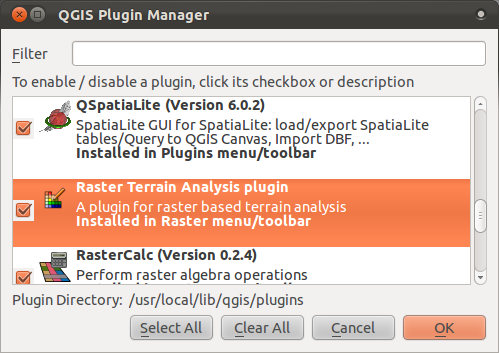 QGIS Plugin Manager
Filter
To enable / disable a plugin, click its checkbox or description
QSpatiaLite (Version 6.0.2)
SpatiaLite GUI for SpatiaLite: load/export SpatiaLite
tables/Query to QGIS Canvas, Import DBF, ...
Installed in Plugins menu/toolbar
Raster Terrain Analysis plugin
A plugin for raster based terrain analysis
Installed in Raster menu/toolbar
RasterCalc (Version 0.2.4)
Perform raster algebra operations
Plugin Directory: /usr/local/lib/qgis/plugins
Select All Clear All Cancel OK